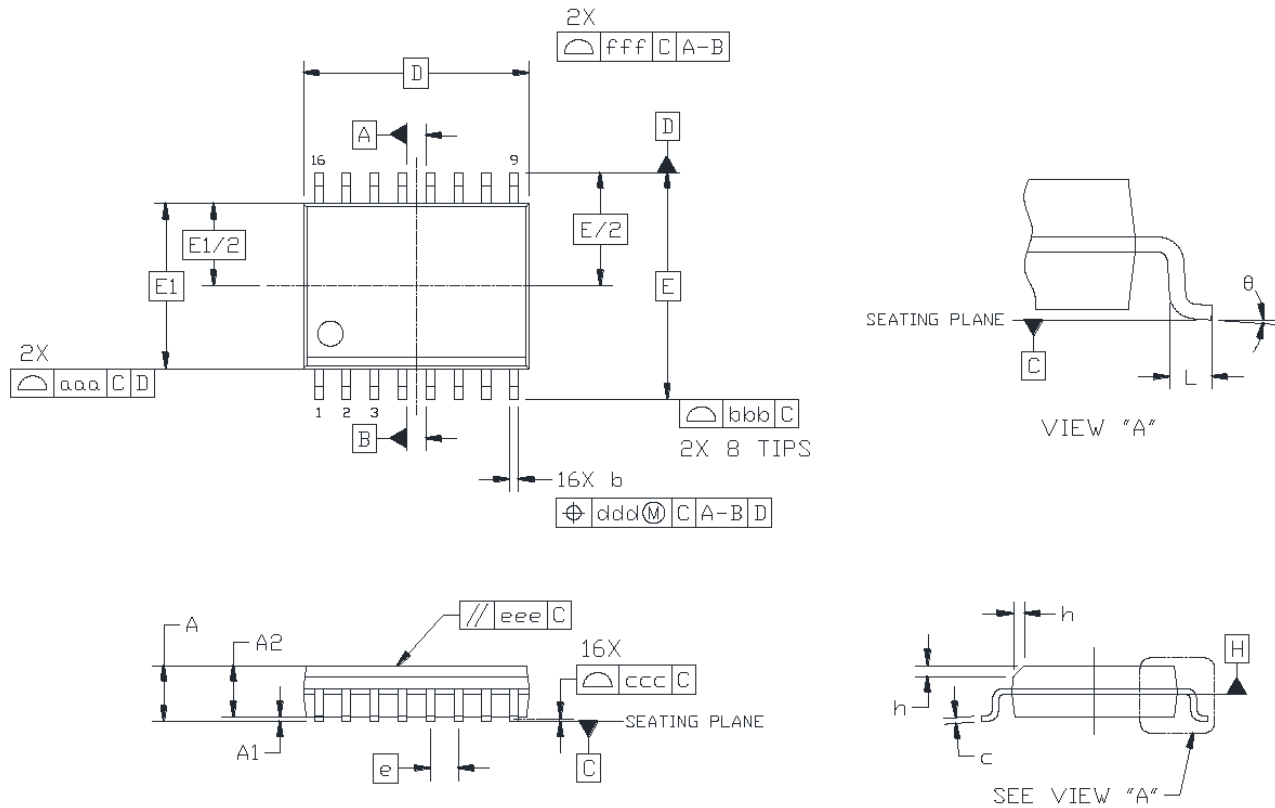 2X
⌓ fff C A-B
D
A
D
16
9
E1/2
E/2
E1
E
θ
SEATING PLANE
C
L
VIEW "A"
2X
⌓ aaa C D
1 2 3
B
⌓ bbb C
2X 8 TIPS
16X b
⌖ dddⓂ C A-B D
// eee C
A
A2
16X
⌓ ccc C
SEATING PLANE
A1
C
e
h
H
h
c
SEE VIEW "A"